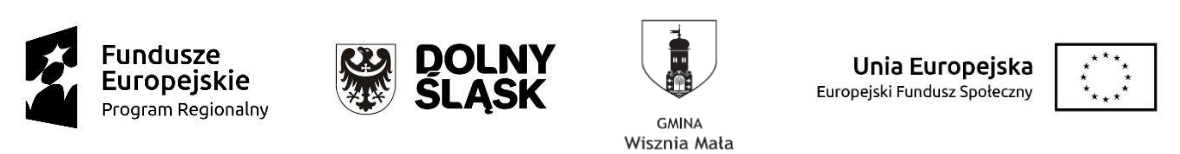 Fundusze
Europejskie
Program Regionalny
DOLNY
ŚLĄSK
GMINA
Wisznia Mała
Unia Europejska
Europejski Fundusz Społeczny